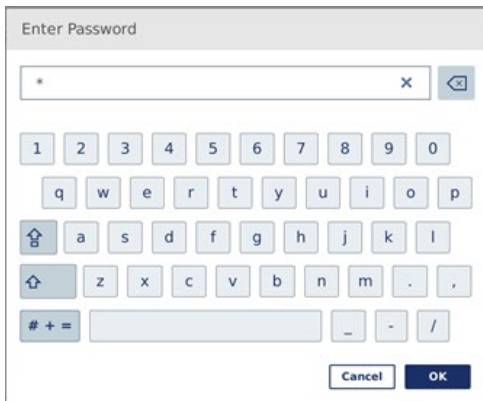 Enter Password
*
1 2 3 4 5 6 7 8 9 0
q w e r t y u i o p
a s d f g h j k l
z x c v b n m . ,
# + = _ - /
Cancel OK